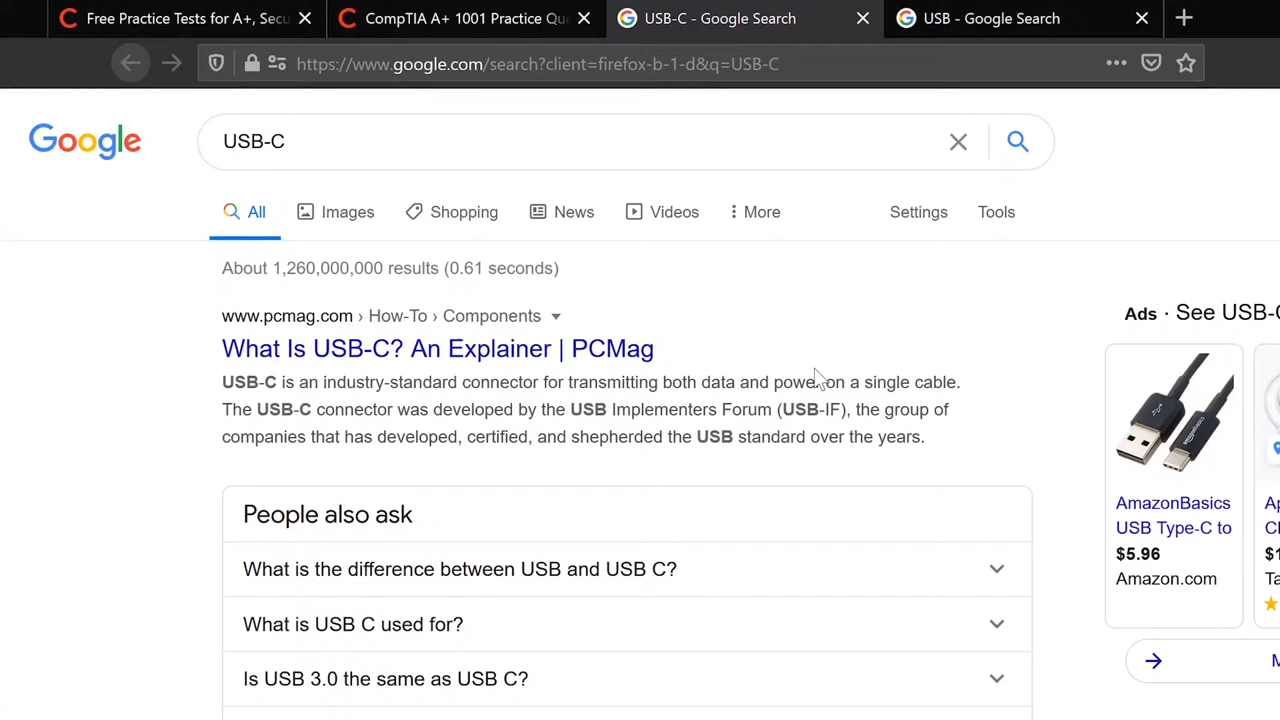 Free Practice Tests for A+, Secu
CompTIA A+ 1001 Practice Que
USB-C - Google Search
USB - Google Search
https://www.google.com/search?client=firefox-b-1-d&q=USB-C
Google
USB-C
All
Images
Shopping
News
Videos
More
Settings
Tools
About 1,260,000,000 results (0.61 seconds)
www.pcmag.com › How-To › Components
What Is USB-C? An Explainer | PCMag
USB-C is an industry-standard connector for transmitting both data and power on a single cable.
The USB-C connector was developed by the USB Implementers Forum (USB-IF), the group of
companies that has developed, certified, and shepherded the USB standard over the years.
People also ask
What is the difference between USB and USB C?
What is USB C used for?
Is USB 3.0 the same as USB C?
Ads · See USB-C
AmazonBasics
USB Type-C to
$5.96
Amazon.com
Ap
$1
Ta